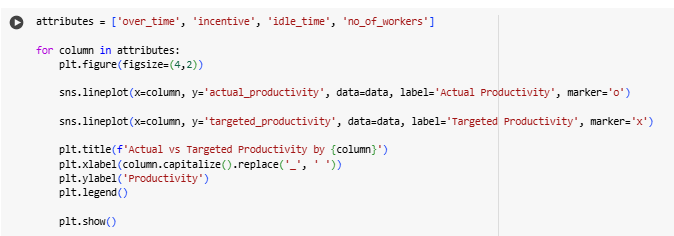 attributes = ['over_time', 'incentive', 'idle_time', 'no_of_workers']
for column in attributes:
plt.figure(figsize=(4,2))
sns.lineplot(x=column, y='actual_productivity', data=data, label='Actual Productivity', marker='o')
sns.lineplot(x=column, y='targeted_productivity', data=data, label='Targeted Productivity', marker='x')
plt.title(f'Actual vs Targeted Productivity by {column}')
plt.xlabel(column.capitalize().replace('_', ' '))
plt.ylabel('Productivity')
plt.legend()
plt.show()